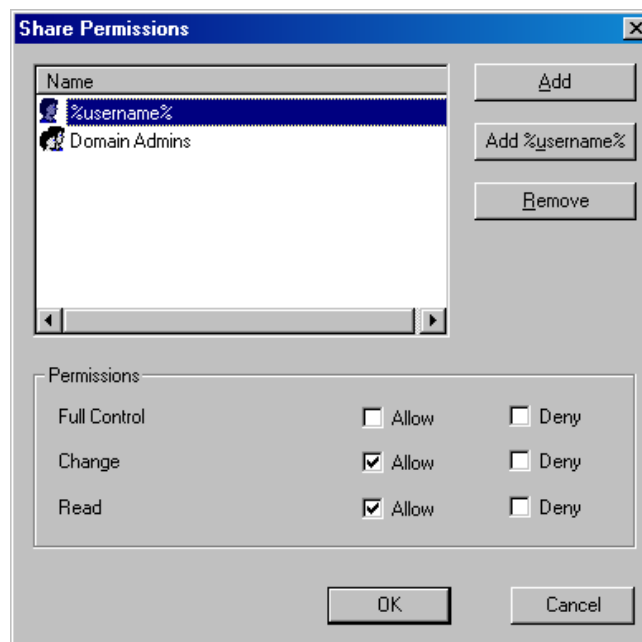 Share Permissions
Name
%username%
Domain Admins
Add
Add %username%
Remove
Permissions
Full Control Allow Deny
Change Allow Deny
Read Allow Deny
OK Cancel